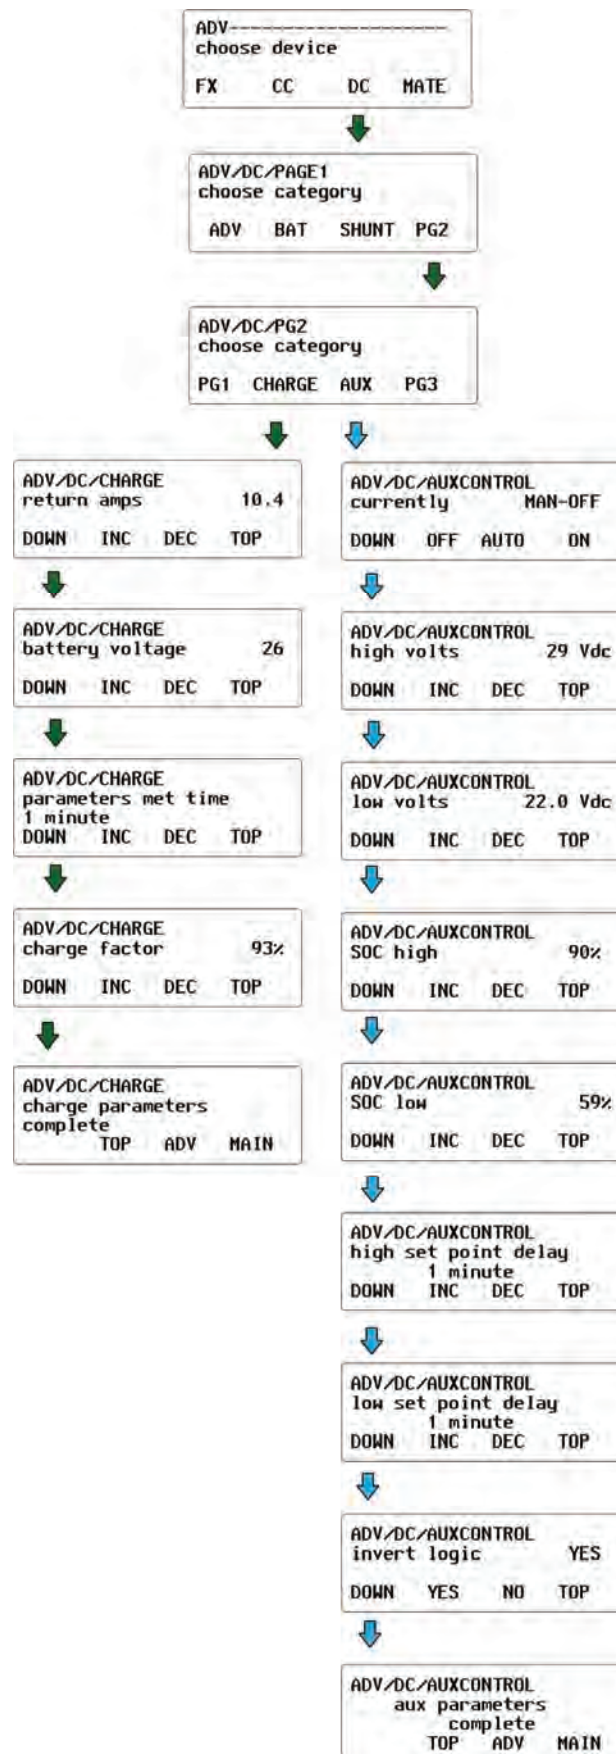 ADV---------------------
choose device
FX CC DC MATE
ADV/DC/PAGE1
choose category
ADV BAT SHUNT PG2
ADV/DC/PG2
choose category
PG1 CHARGE AUX PG3
ADV/DC/CHARGE
return amps 10.4
DOWN INC DEC TOP
ADV/DC/CHARGE
battery voltage 26
DOWN INC DEC TOP
ADV/DC/CHARGE
parameters met time
1 minute
DOWN INC DEC TOP
ADV/DC/CHARGE
charge factor 93%
DOWN INC DEC TOP
ADV/DC/CHARGE
charge parameters
complete
TOP ADV MAIN
ADV/DC/AUXCONTROL
currently MAN-OFF
DOWN OFF AUTO ON
ADV/DC/AUXCONTROL
high volts 29 Vdc
DOWN INC DEC TOP
ADV/DC/AUXCONTROL
low volts 22.0 Vdc
DOWN INC DEC TOP
ADV/DC/AUXCONTROL
SOC high 90%
DOWN INC DEC TOP
ADV/DC/AUXCONTROL
SOC low 59%
DOWN INC DEC TOP
ADV/DC/AUXCONTROL
high set point delay
1 minute
DOWN INC DEC TOP
ADV/DC/AUXCONTROL
low set point delay
1 minute
DOWN INC DEC TOP
ADV/DC/AUXCONTROL
invert logic YES
DOWN YES NO TOP
ADV/DC/AUXCONTROL
aux parameters
complete
TOP ADV MAIN